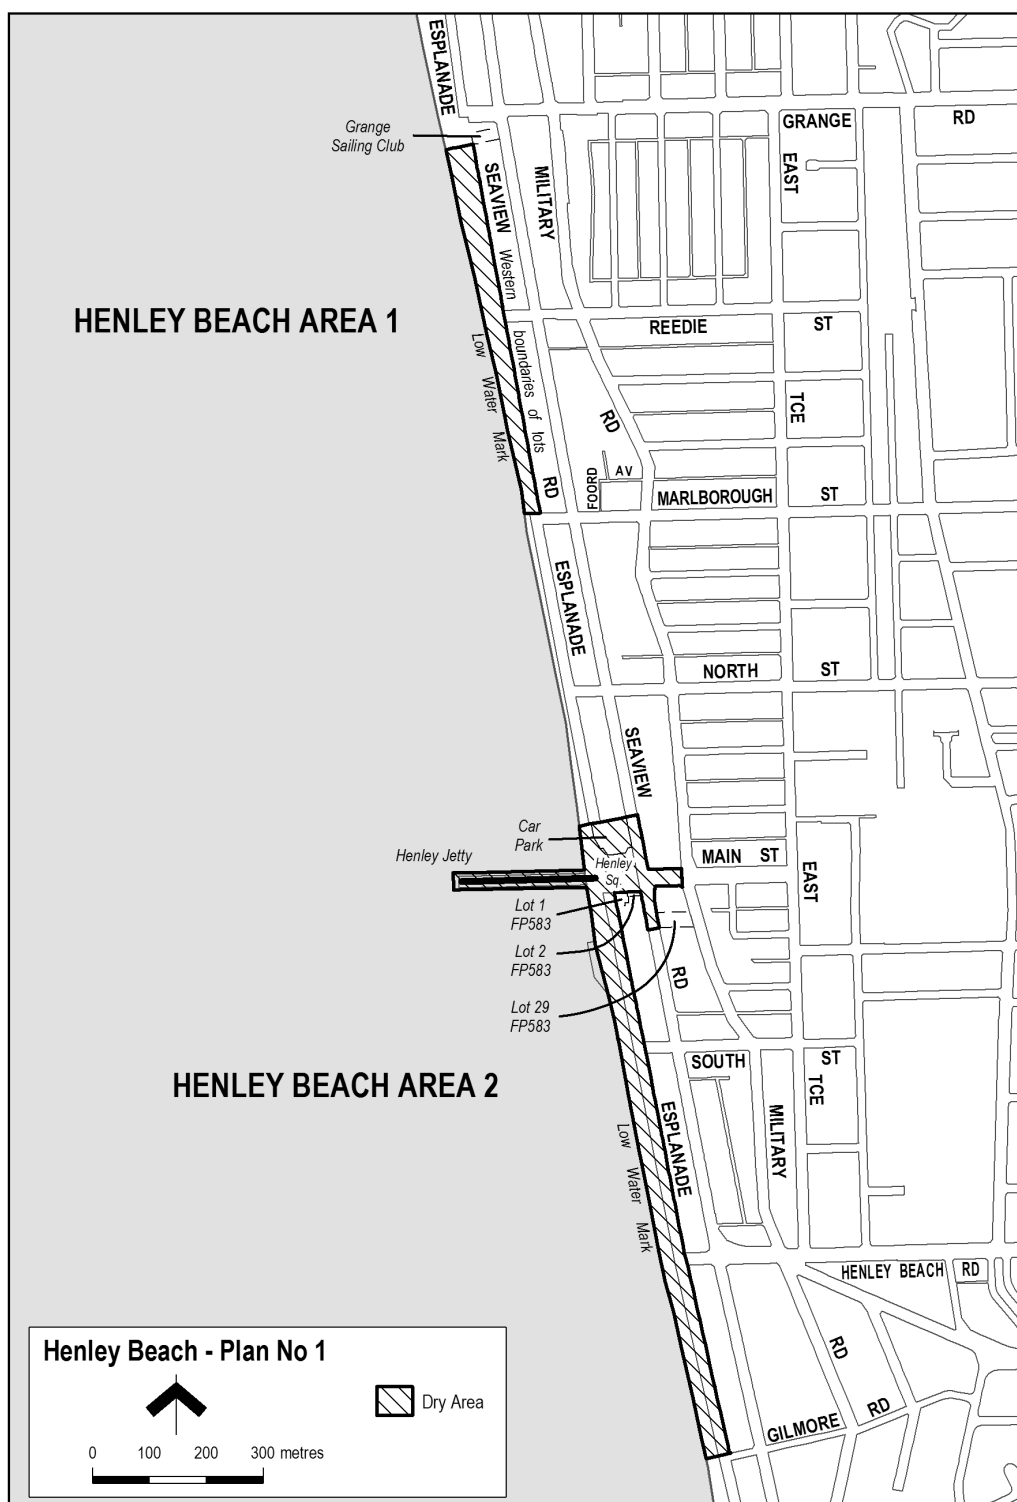 ESPLANADE
Grange
Sailing Club
GRANGE RD
SEAVIEW
MILITARY
EAST
Western
HENLEY BEACH AREA 1
REEDIE ST
Low Water Mark
boundaries of lots
RD
TCE
RD
FOORD
AV
MARLBOROUGH ST
ESPLANADE
NORTH ST
SEAVIEW
Car
Park
Henley Jetty
Henley
Sq.
MAIN ST
EAST
Lot 1
FP583
Lot 2
FP583
RD
Lot 29
FP583
SOUTH ST
HENLEY BEACH AREA 2
TCE
ESPLANADE
MILITARY
Low Water Mark
HENLEY BEACH RD
RD
GILMORE RD
Henley Beach - Plan No 1
Dry Area
0 100 200 300 metres